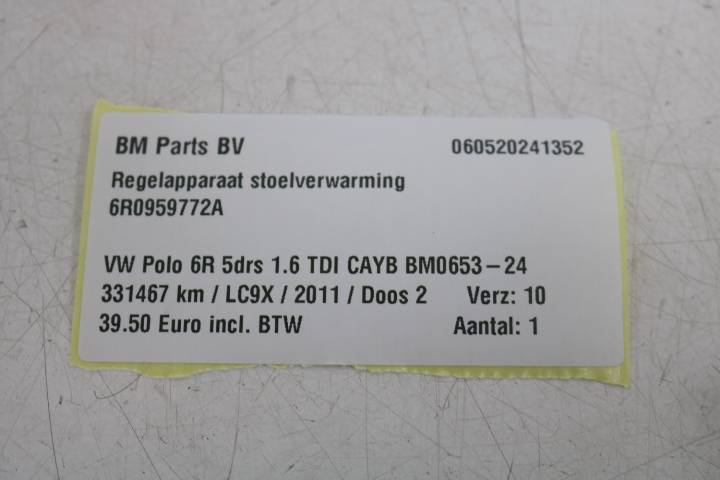 BM Parts BV 060520241352
Regelapparaat stoelverwarming
6R0959772A
VW Polo 6R 5drs 1.6 TDI CAYB BM0653-24
331467 km / LC9X / 2011 / Doos 2 Verz: 10
39.50 Euro incl. BTW Aantal: 1